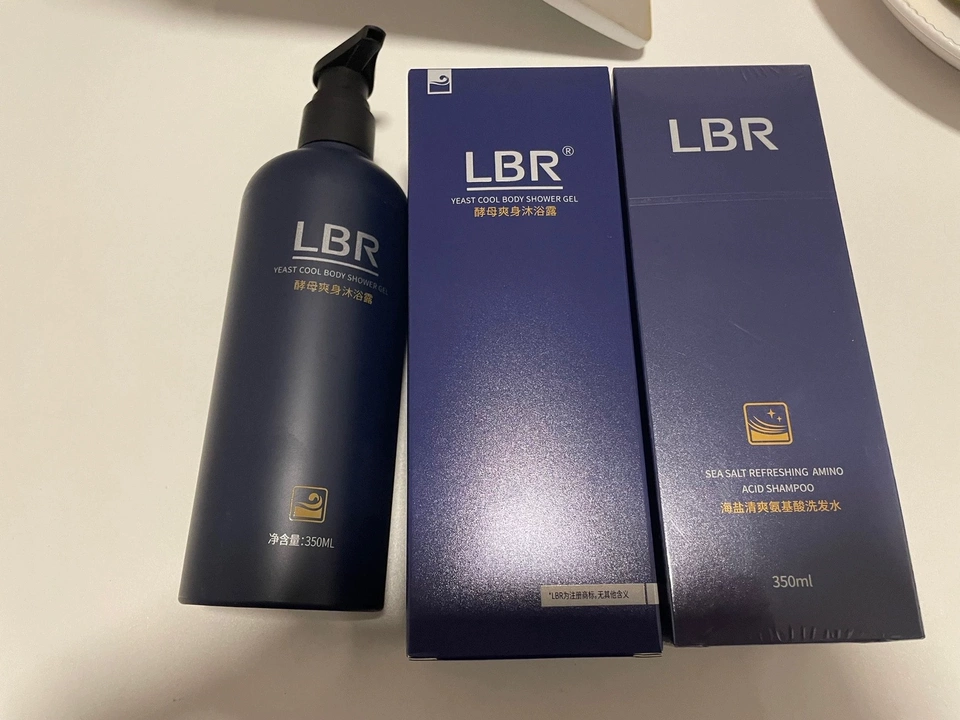 LBR
YEAST COOL BODY SHOWER GEL
酵母爽身沐浴露
净含量:350ML
LBR®
YEAST COOL BODY SHOWER GEL
酵母爽身沐浴露
*LBR为注册商标,无其他含义
LBR
SEA SALT REFRESHING AMINO
ACID SHAMPOO
海盐清爽氨基酸洗发水
350ml